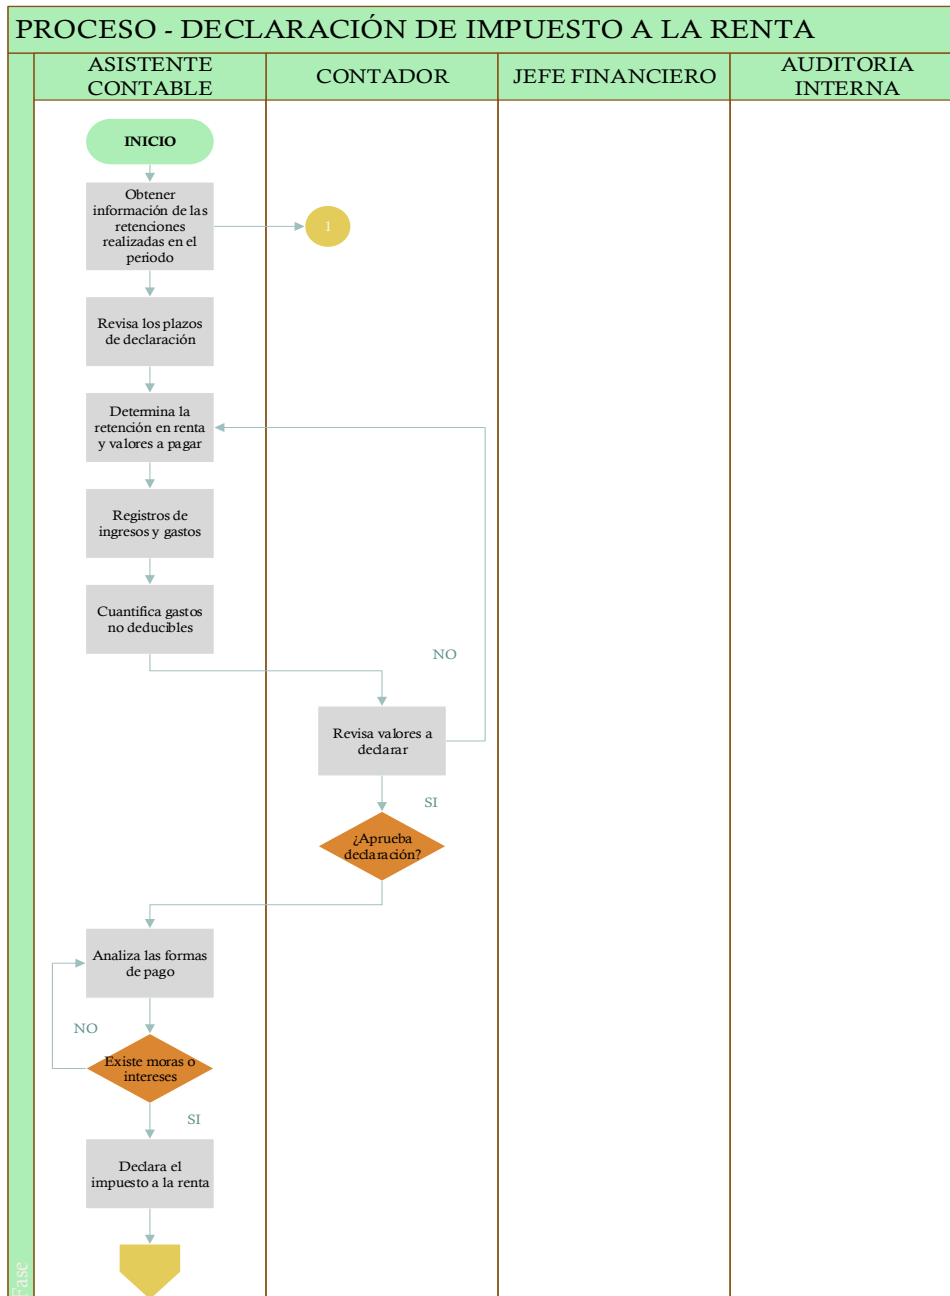 PROCESO - DECLARACIÓN DE IMPUESTO A LA RENTA
ASISTENTE
CONTABLE
CONTADOR
JEFE FINANCIERO
AUDITORIA
INTERNA
INICIO
Obtener
información de las
retenciones
realizadas en el
periodo
1
Revisa los plazos
de declaración
Determina la
retención en renta
y valores a pagar
Registros de
ingresos y gastos
Cuantifica gastos
no deducibles
NO
Revisa valores a
declarar
SI
¿Aprueba
declaración?
Analiza las formas
de pago
NO
Existe moras o
intereses
SI
Declara el
impuesto a la renta
Fase